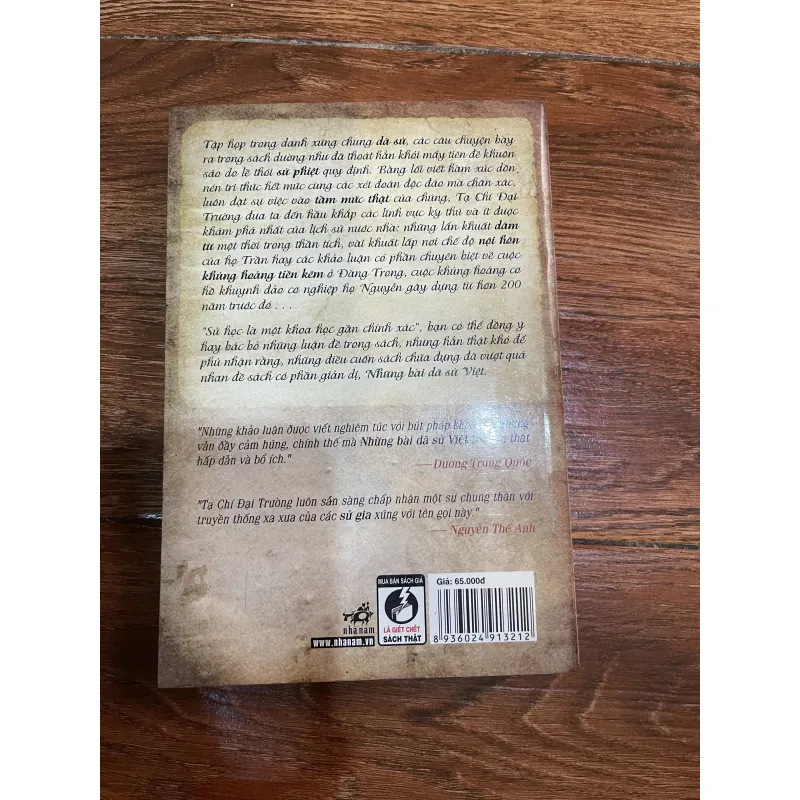 Tập họp trong danh xưng chung dã sử, các câu chuyện bày
ra trong sách dường như đã thoát hẳn khỏi mấy tiền đề khuôn
sáo do lề thói sử phiệt quy định. Bằng lối viết hàm xúc dồn
nén tri thức hết mức cùng các xét đoán độc đáo mà chân xác,
luôn đặt sự việc vào tầm mức thật của chúng, Tạ Chí Đại
Trường đưa ta đến hầu khắp các lĩnh vực kỳ thú và ít được
khám phá nhất của lịch sử nước nhà: những lẩn khuất dâm
từ một thời trong thần tích, vài khuất lấp nơi chế độ nội hôn
của họ Trần hay các khảo luận có phần chuyên biệt về cuộc
khủng hoảng tiền kẽm ở Đàng Trong, cuộc khủng hoảng cơ
hồ khuynh đảo cơ nghiệp họ Nguyễn gây dựng từ hơn 200
năm trước đó . . . .
"Sử học là một khoa học gần chính xác", bạn có thể đồng ý
hay bác bỏ những luận đề trong sách, nhưng hẳn thật khó để
phủ nhận rằng, những điều cuốn sách chứa đựng đã vượt quá
nhan đề sách có phần giản dị, Những bài dã sử Việt.
"Những khảo luận được viết nghiêm túc với bút pháp
vẫn đầy cảm hứng, chính thế mà Những bài dã sử Việt thật
hấp dẫn và bổ ích."
—Dương Trung Quốc
"Tạ Chí Đại Trường luôn sẵn sàng chấp nhận một sự chung thân với
truyền thống xa xưa của các sử gia xứng với tên gọi này."
—Nguyễn Thế Anh
nhã nam
www.nhanam.vn
MUA BÁN SÁCH GIẢ
LÀ GIẾT CHẾT
SÁCH THẬT
Giá: 65.000đ
8 936024 913212